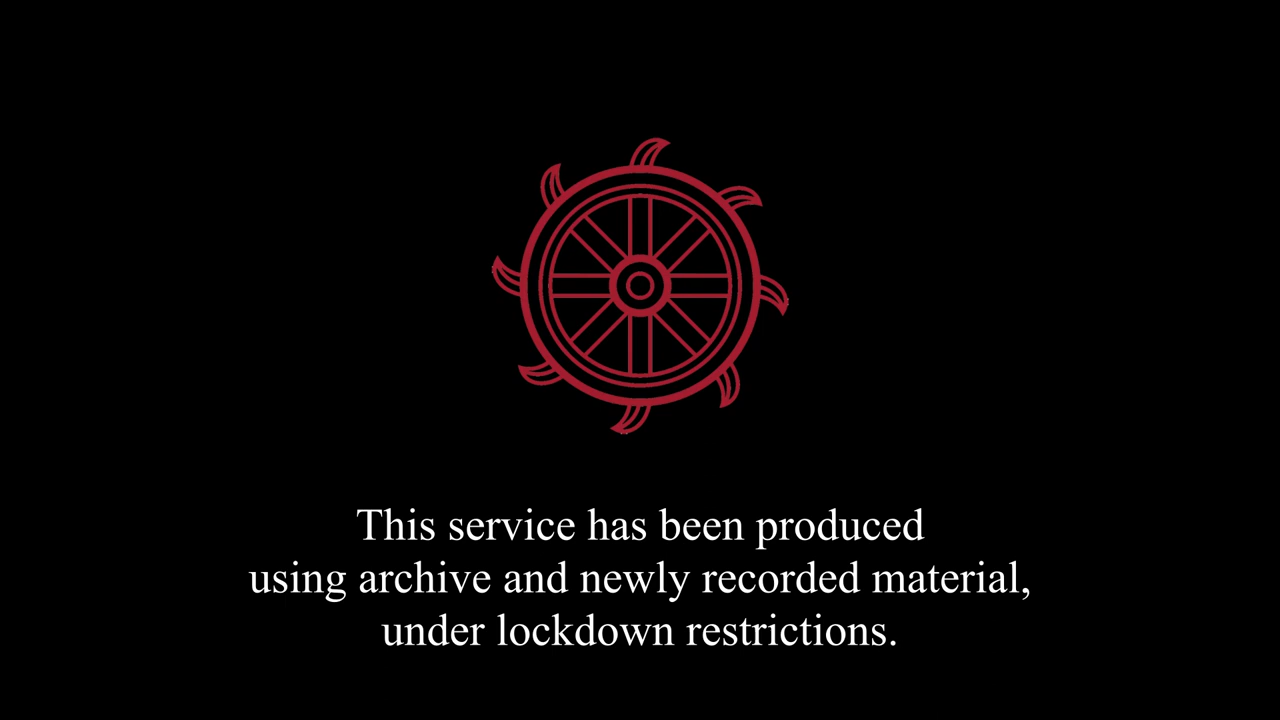 This service has been produced
using archive and newly recorded material,
under lockdown restrictions.